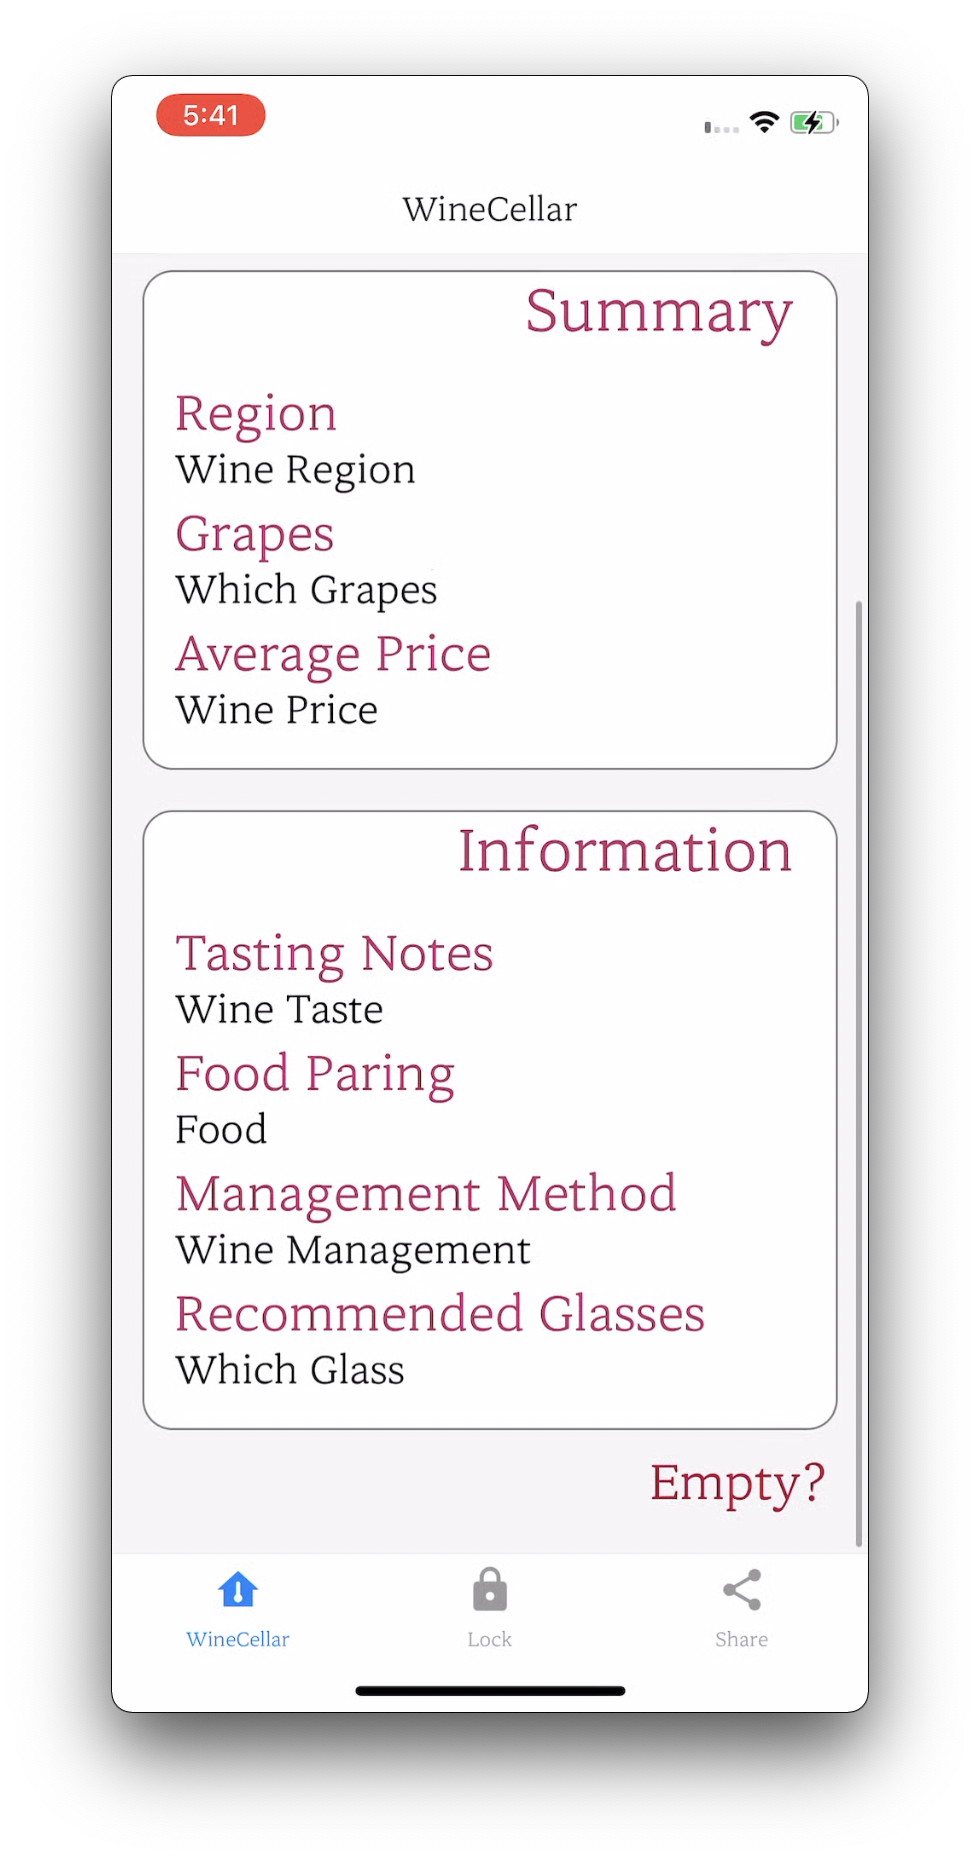 5:41
WineCellar
Summary
Region
Wine Region
Grapes
Which Grapes
Average Price
Wine Price
Information
Tasting Notes
Wine Taste
Food Paring
Food
Management Method
Wine Management
Recommended Glasses
Which Glass
Empty?
WineCellar
Lock
Share